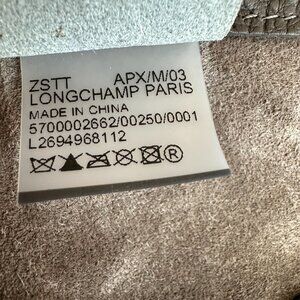 ZSTT APX/M/03
LONGCHAMP PARIS
MADE IN CHINA
5700002662/00250/0001
L2694968112
®